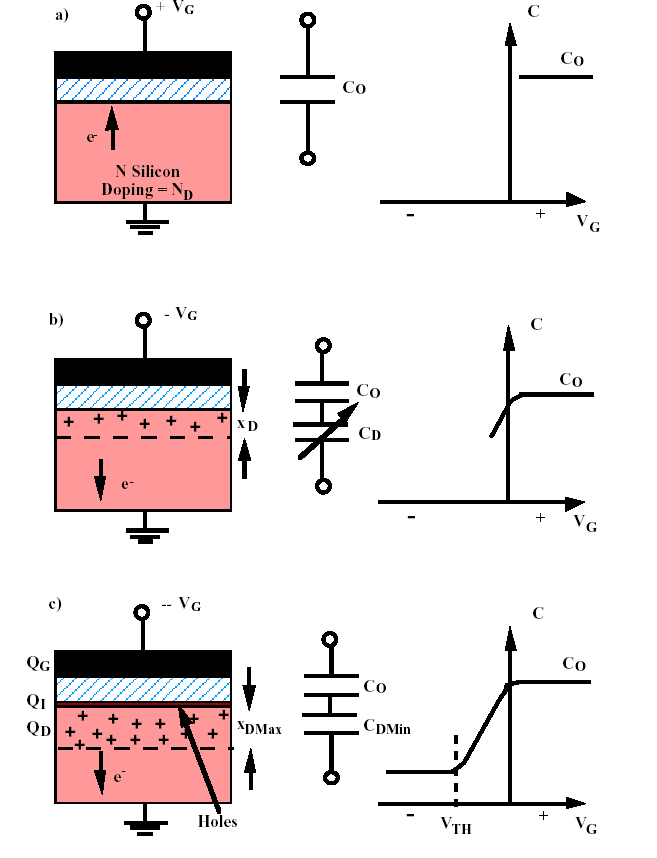 a)
+ VG
C
CO
CO
e-
N Silicon
Doping = ND
-
+
VG
b)
- VG
C
CO
CO
+ + + + + + +
xD
CD
e-
-
+
VG
c)
-- VG
C
QG
CO
CO
QI
QD
+ + + + + + + + + + + +
xDMax
CDMin
e-
Holes
-
VTH
+
VG